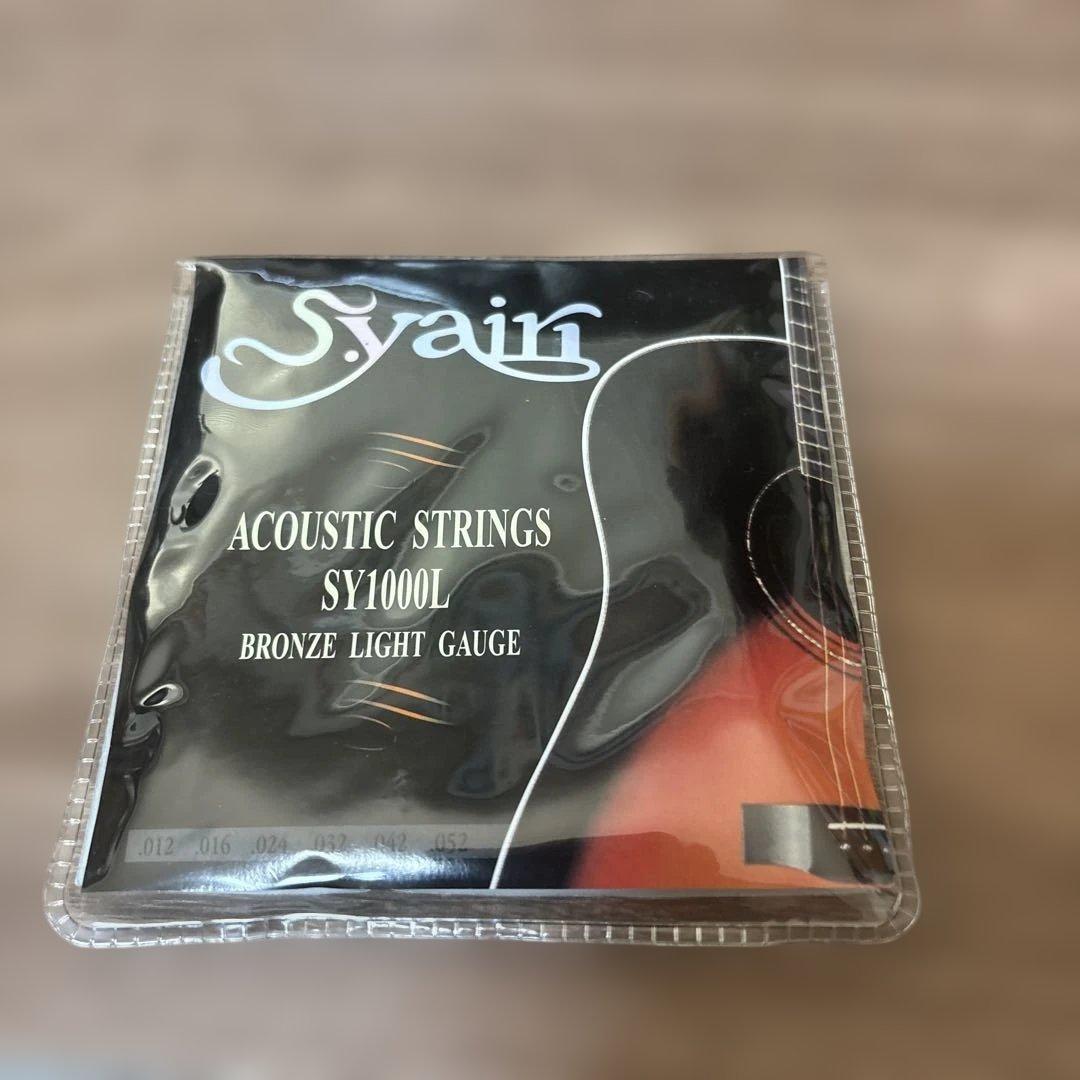 S.yairi
ACOUSTIC STRINGS
SY1000L
BRONZE LIGHT GAUGE
.012 .016 .024 .032 .042 .052